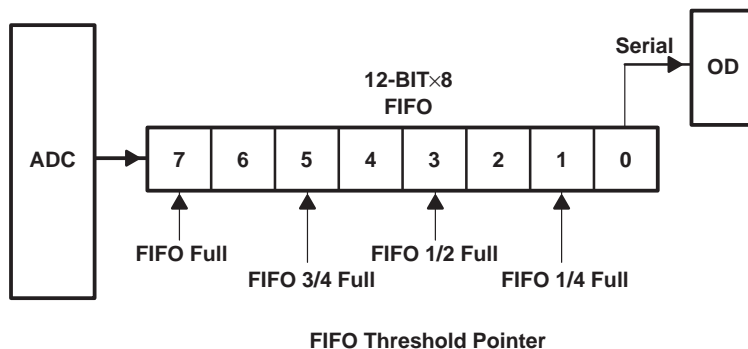 Serial
OD
12-BIT×8
FIFO
ADC
7 6 5 4 3 2 1 0
FIFO Full
FIFO 1/2 Full
FIFO 3/4 Full
FIFO 1/4 Full
FIFO Threshold Pointer